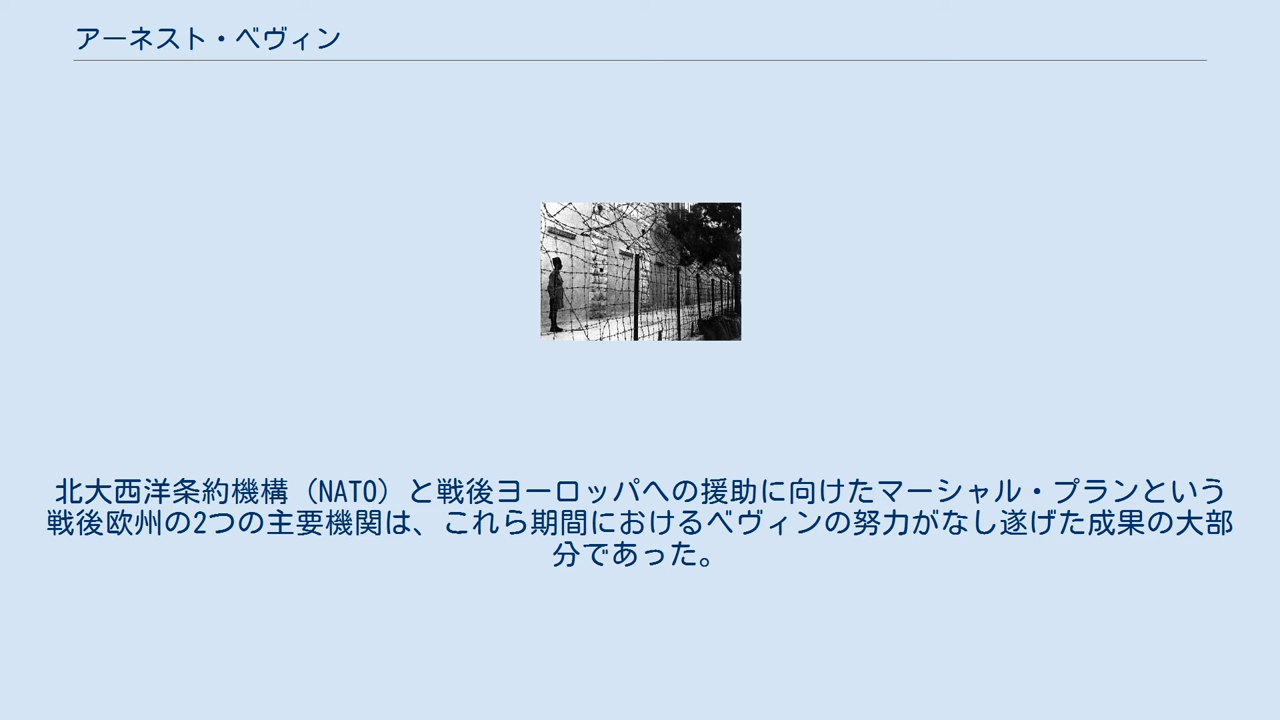 アーネスト・ベヴィン
北大西洋条約機構（NATO）と戦後ヨーロッパへの援助に向けたマーシャル・プランという
戦後欧州の2つの主要機関は、これら期間におけるベヴィンの努力がなし遂げた成果の大部
分であった。